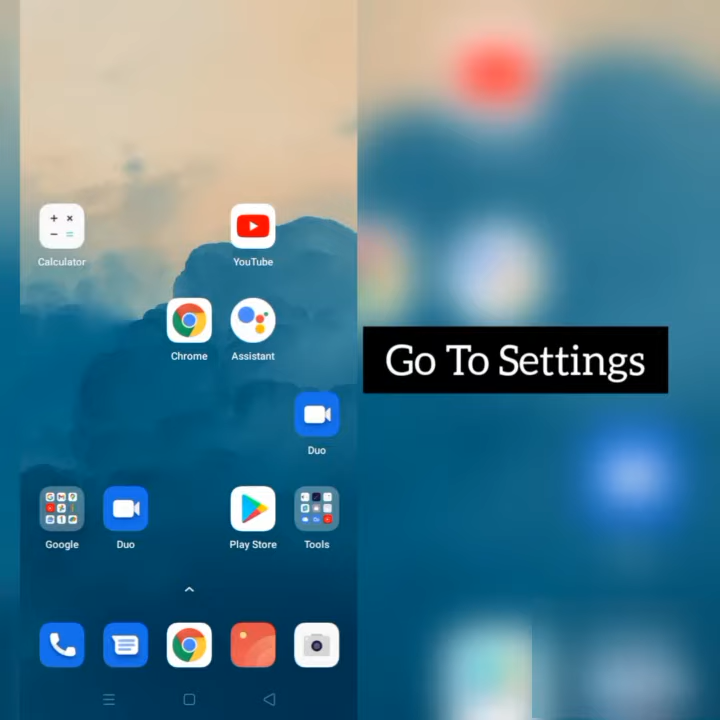 Calculator
YouTube
Chrome
Assistant
Go To Settings
Duo
Google
Duo
Play Store
Tools